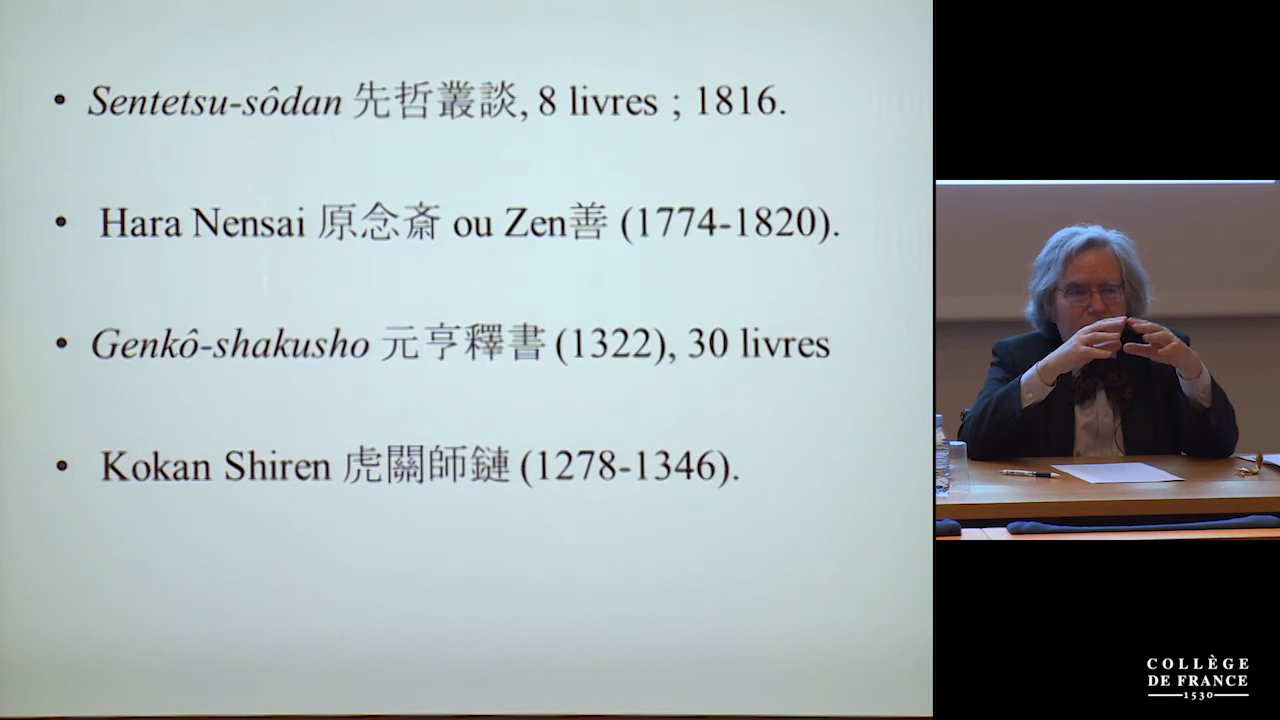 • Sentetsu-sôdan 先哲叢談, 8 livres ; 1816.
• Hara Nensai 原念斎 ou Zen善 (1774-1820).
• Genkô-shakusho 元亨釋書 (1322), 30 livres
• Kokan Shiren 虎關師鏈 (1278-1346).
COLLÈGE
DE FRANCE
1530